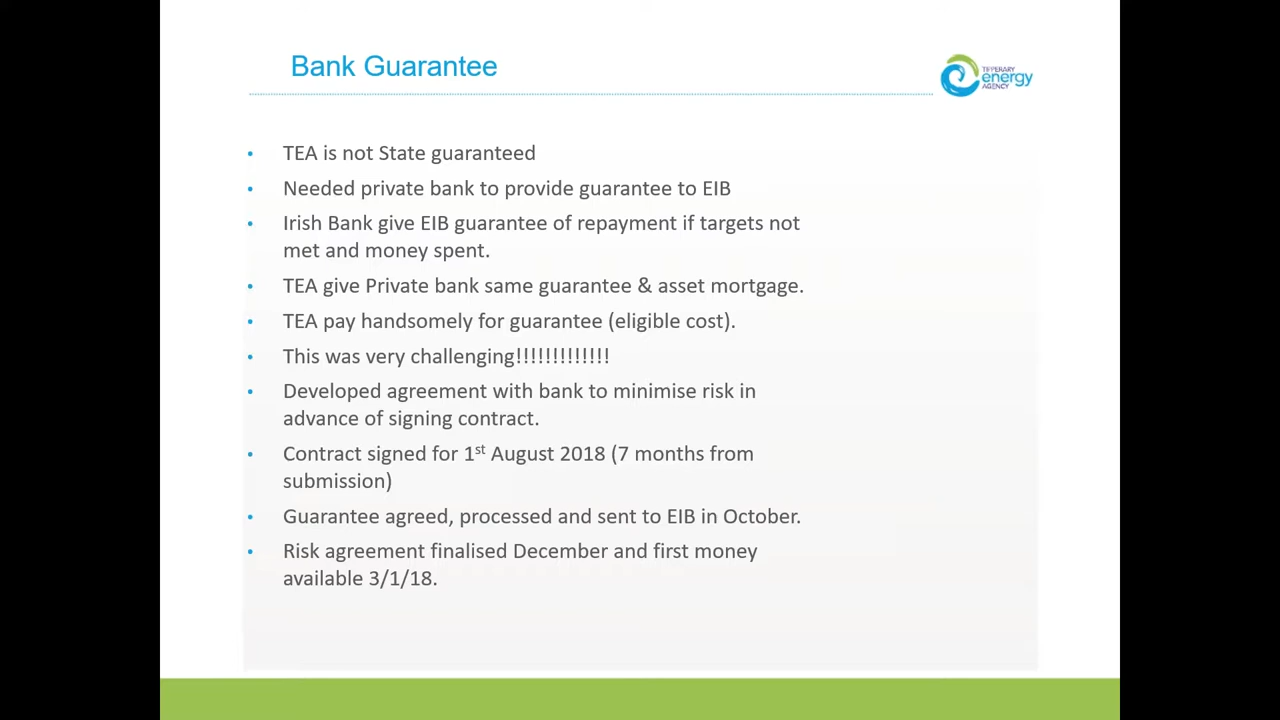 Bank Guarantee
TIPPERARY
energy
AGENCY
• TEA is not State guaranteed
• Needed private bank to provide guarantee to EIB
• Irish Bank give EIB guarantee of repayment if targets not
met and money spent.
• TEA give Private bank same guarantee & asset mortgage.
• TEA pay handsomely for guarantee (eligible cost).
• This was very challenging!!!!!!!!!!!!!
• Developed agreement with bank to minimise risk in
advance of signing contract.
• Contract signed for 1st August 2018 (7 months from
submission)
• Guarantee agreed, processed and sent to EIB in October.
• Risk agreement finalised December and first money
available 3/1/18.